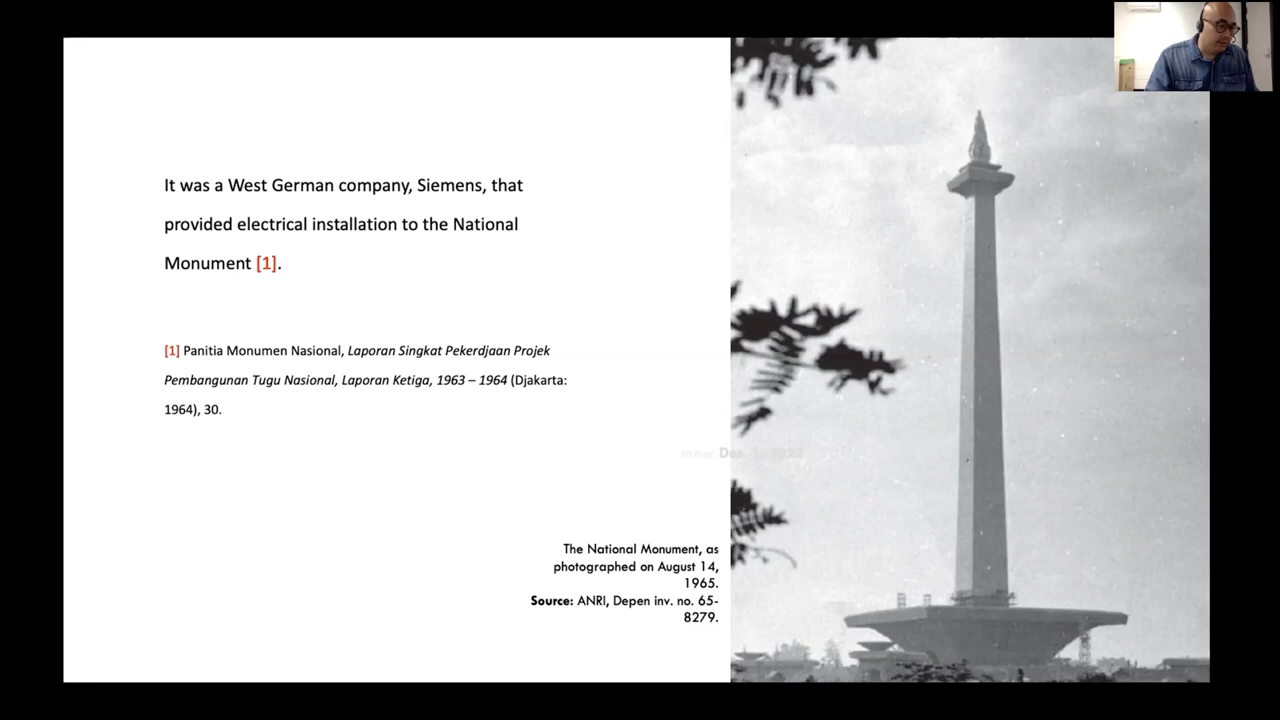 It was a West German company, Siemens, that
provided electrical installation to the National
Monument [1].
[1] Panitia Monumen Nasional, Laporan Singkat Pekerdjaan Projek
Pembangunan Tugu Nasional, Laporan Ketiga, 1963 – 1964 (Djakarta:
1964), 30.
The National Monument, as
photographed on August 14,
1965.
Source: ANRI, Depen inv. no. 65-
8279.